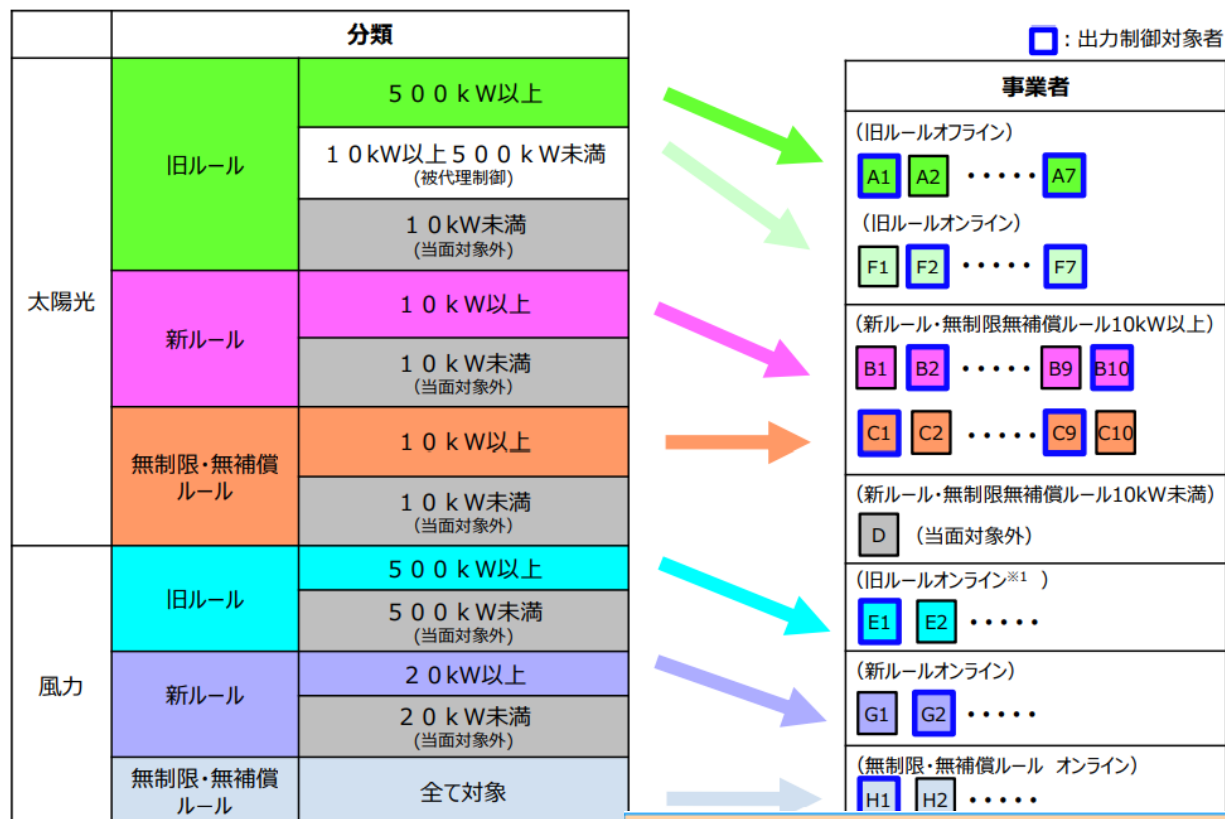 分類
：出力制御対象者
太陽光
旧ルール
５００ｋW以上
１０kW以上５００ｋW未満
(被代理制御)
１０kW未満
(当面対象外)
新ルール
１０ｋW以上
１０ｋW未満
(当面対象外)
無制限・無補償
ルール
１０ｋW以上
１０ｋW未満
(当面対象外)
風力
旧ルール
５００ｋW以上
５００ｋW未満
(当面対象外)
新ルール
２０kW以上
２０ｋW未満
(当面対象外)
無制限・無補償
ルール
全て対象
事業者
(旧ルールオフライン)
A1 A2 ・・・・・ A7
(旧ルールオンライン)
F1 F2 ・・・・・ F7
(新ルール・無制限無補償ルール10kW以上)
B1 B2 ・・・・・ B9 B10
C1 C2 ・・・・・ C9 C10
(新ルール・無制限無補償ルール10kW未満)
D (当面対象外)
(旧ルールオンライン※1 )
E1 E2 ・・・・・
(新ルールオンライン)
G1 G2 ・・・・・
(無制限・無補償ルール オンライン)
H1 H2 ・・・・・